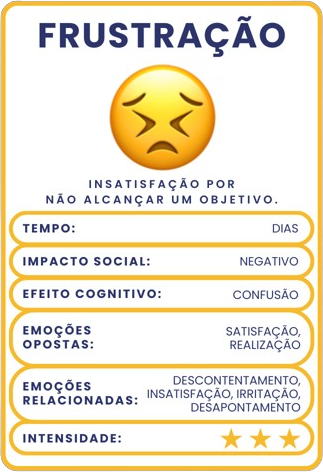 FRUSTRAÇÃO
INSATISFAÇÃO POR
NÃO ALCANÇAR UM OBJETIVO.
TEMPO: DIAS
IMPACTO SOCIAL: NEGATIVO
EFEITO COGNITIVO: CONFUSÃO
EMOÇÕES
OPOSTAS:
SATISFAÇÃO,
REALIZAÇÃO
EMOÇÕES
RELACIONADAS:
DESCONTENTAMENTO,
INSATISFAÇÃO, IRRITAÇÃO,
DESAPONTAMENTO
INTENSIDADE: